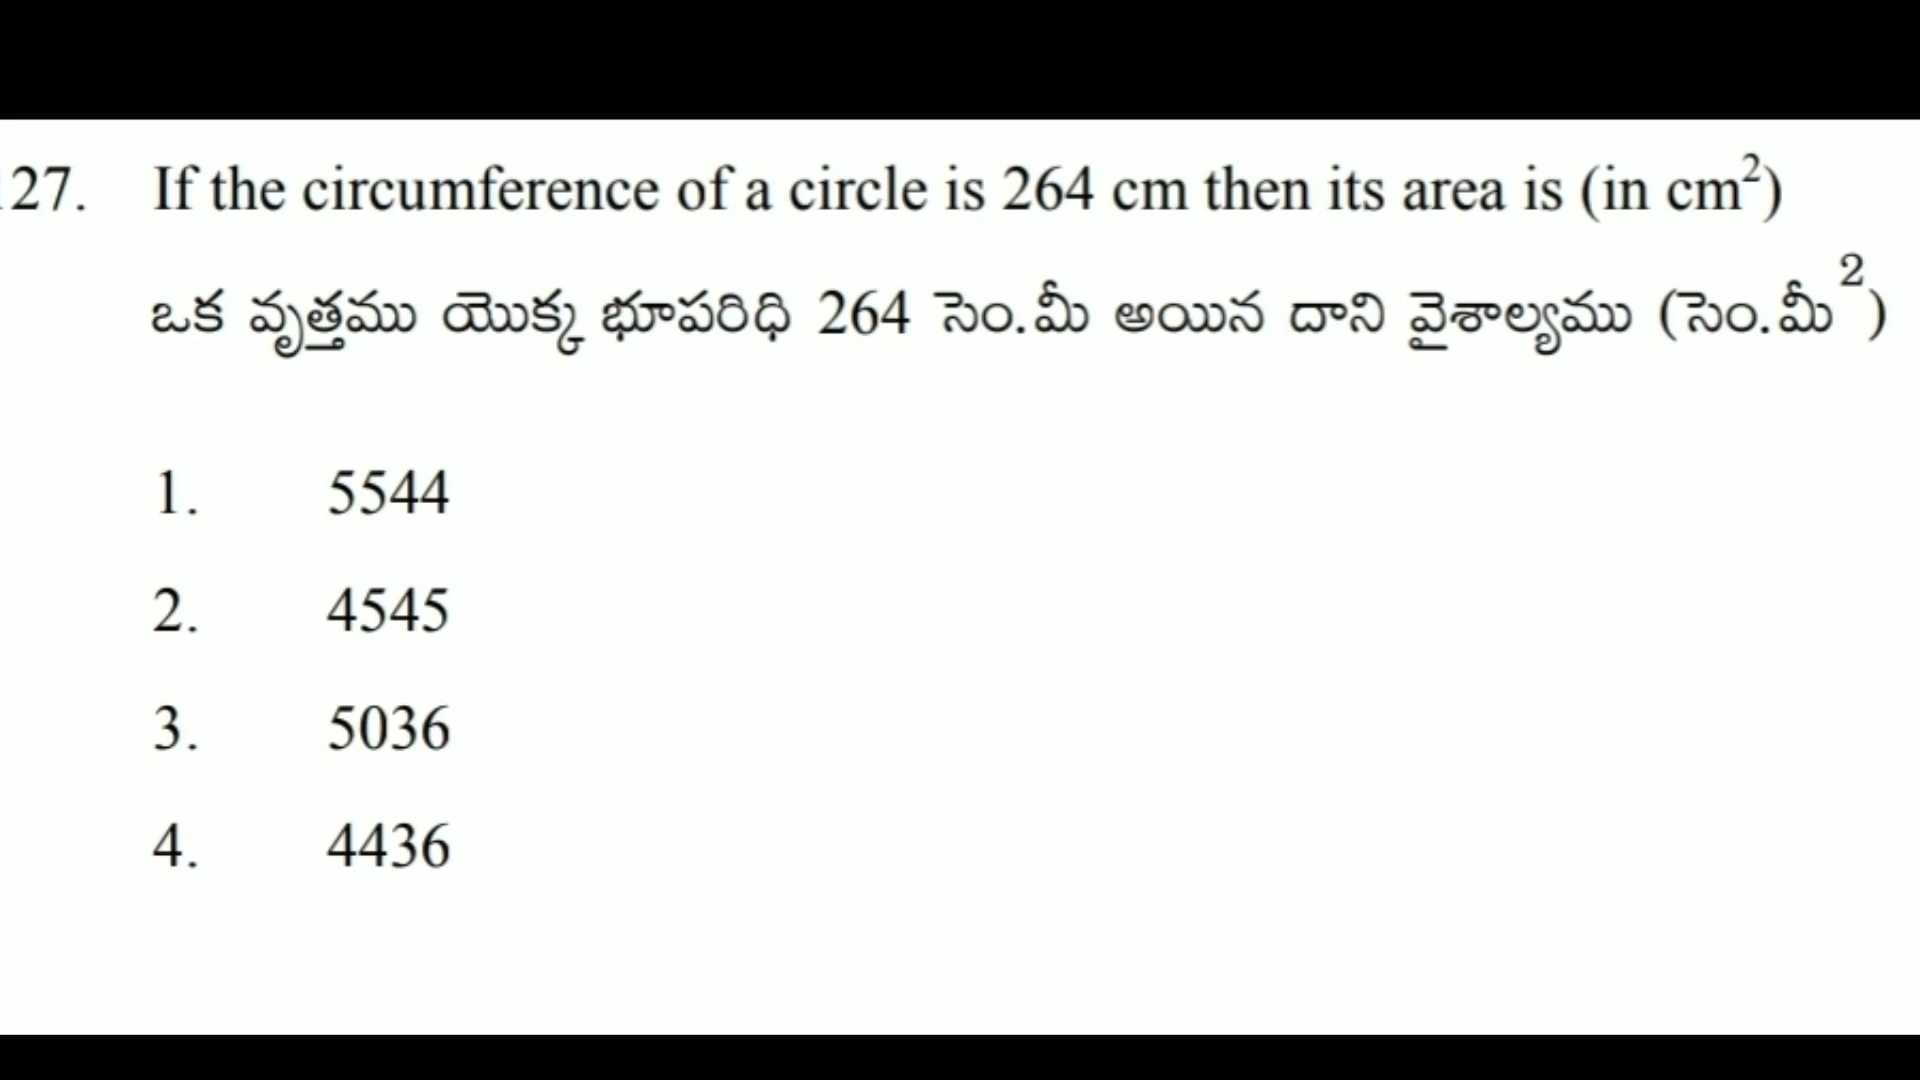 27. If the circumference of a circle is 264 cm then its area is (in cm²)
ఒక వృత్తము యొక్క భూపరిధి 264 సెం.మీ అయిన దాని వైశాల్యము (సెం.మీ²)
1. 5544
2. 4545
3. 5036
4. 4436